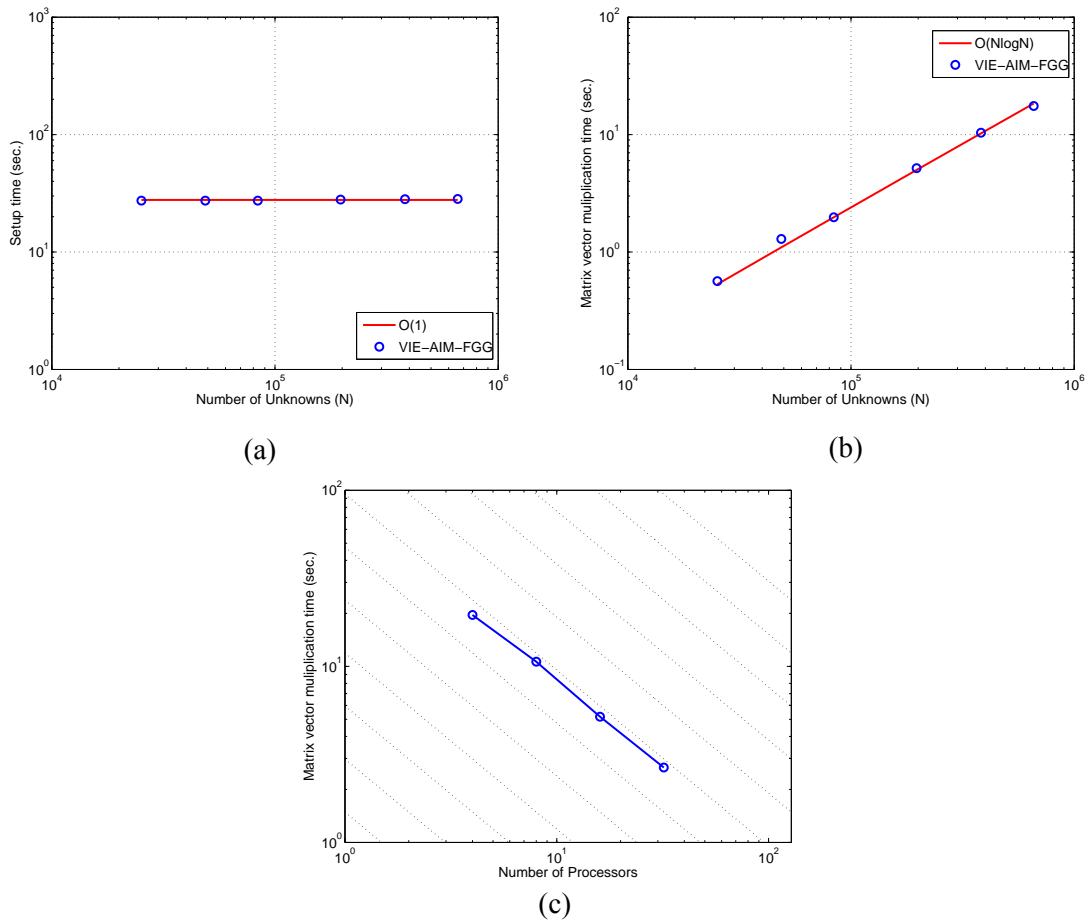 10^3
10^2
10^1
10^0
Setup time (sec.)
O(1)
VIE-AIM-FGG
10^4
10^5
10^6
Number of Unknowns (N)
(a)
10^2
10^1
10^0
10^-1
Matrix vector muliplication time (sec.)
O(NlogN)
VIE-AIM-FGG
10^4
10^5
10^6
Number of Unknowns (N)
(b)
10^2
10^1
10^0
Matrix vector muliplication time (sec.)
10^0
10^1
10^2
Number of Processors
(c)